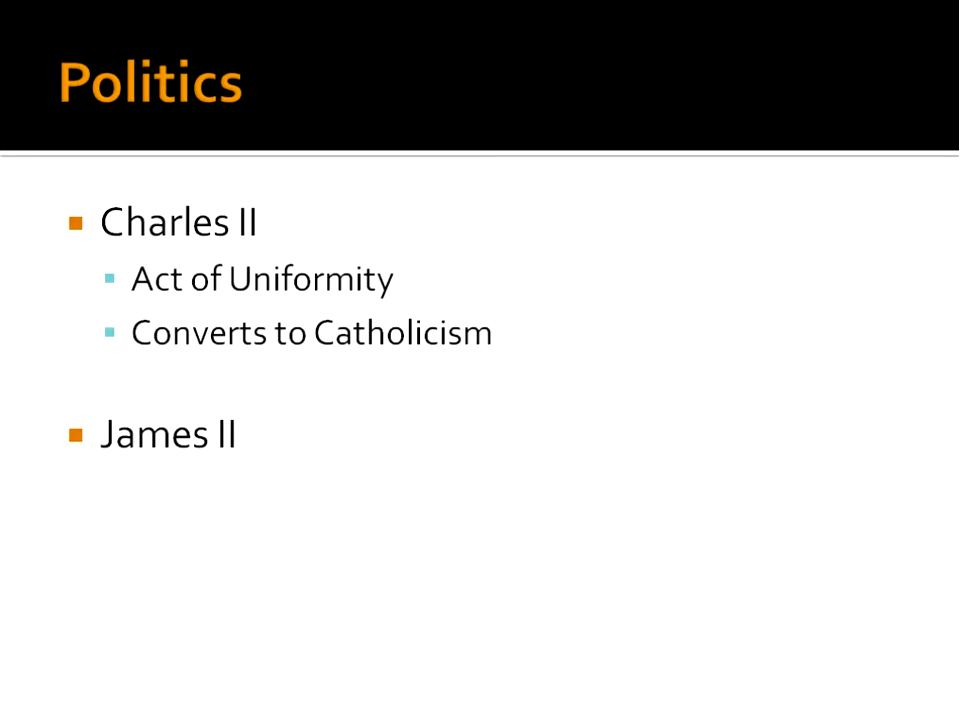 Politics
Charles II
Act of Uniformity
Converts to Catholicism
James II